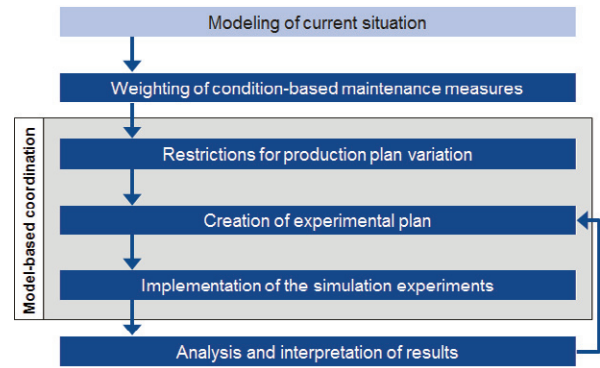 Modeling of current situation
Weighting of condition-based maintenance measures
Model-based coordination
Restrictions for production plan variation
Creation of experimental plan
Implementation of the simulation experiments
Analysis and interpretation of results